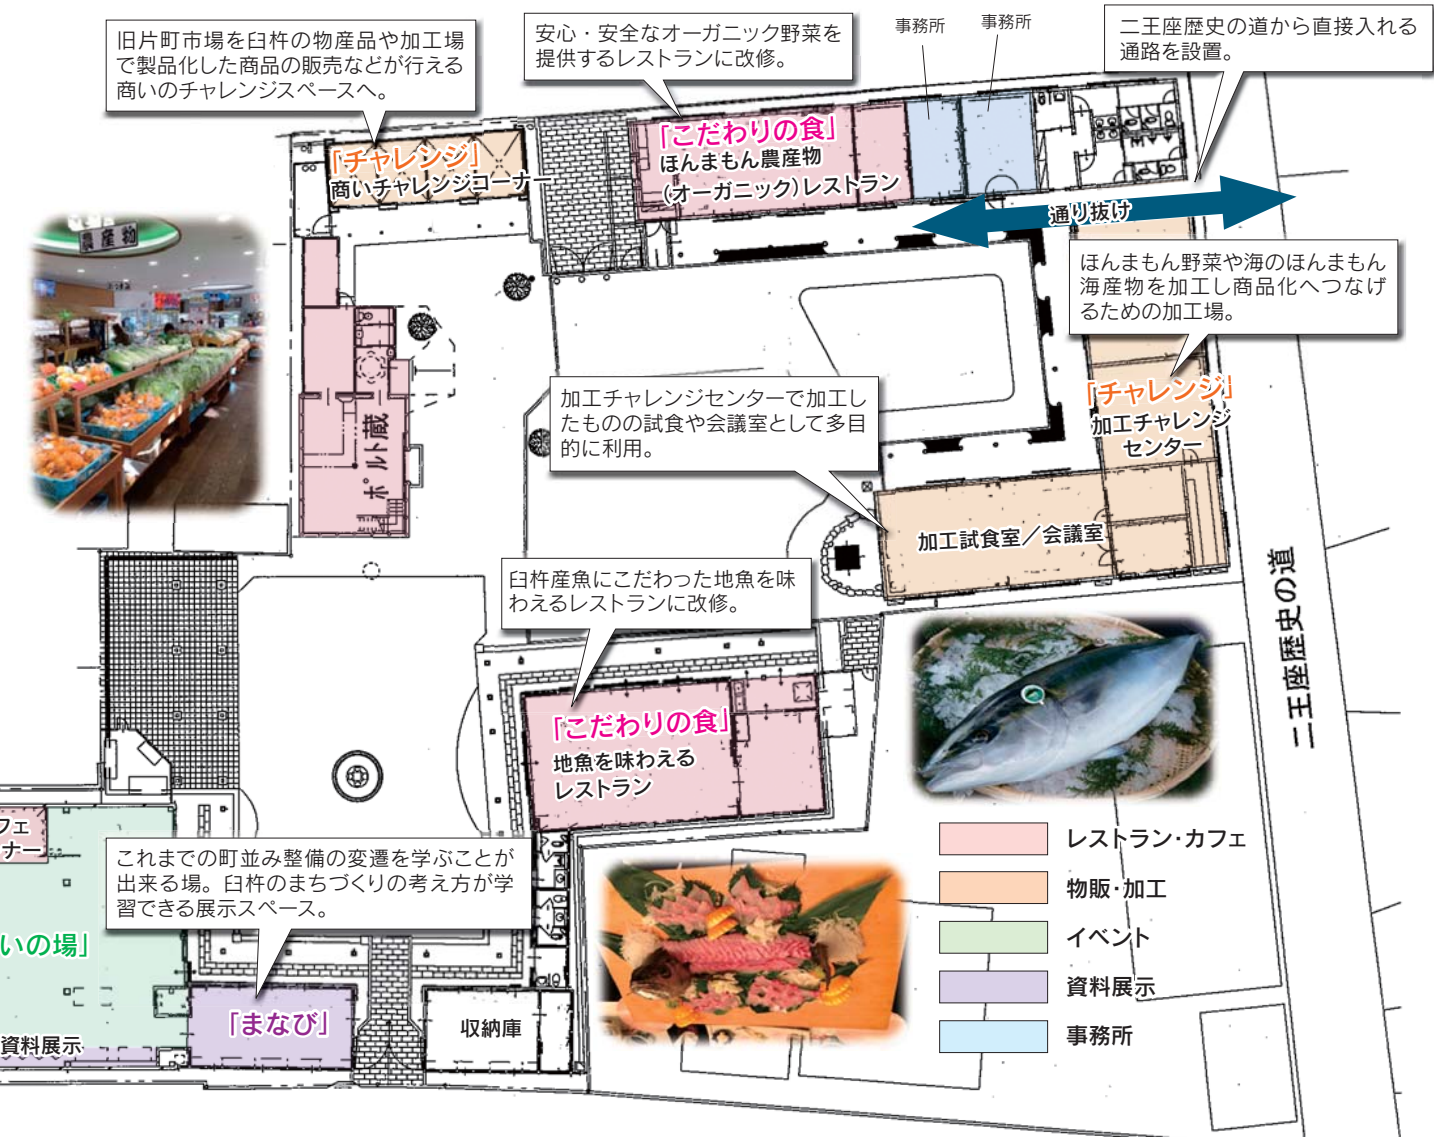 旧片町市場を臼杵の物産品や加工場
で製品化した商品の販売などが行える
商いのチャレンジスペースへ。
安心・安全なオーガニック野菜を
提供するレストランに改修。
事務所
事務所
二王座歴史の道から直接入れる
通路を設置。
「チャレンジ」
商いチャレンジコーナー
「こだわりの食」
ほんまもん農産物
(オーガニック)レストラン
通り抜け
農産物
ほんまもん野菜や海のほんまもん
海産物を加工し商品化へつなげ
るための加工場。
「チャレンジ」
加工チャレンジ
センター
ポルト蔵
加工チャレンジセンターで加工し
たものの試食や会議室として多目
的に利用。
加工試食室/会議室
臼杵産魚にこだわった地魚を味
わえるレストランに改修。
二王座歴史の道
「こだわりの食」
地魚を味わえる
レストラン
フェ
ナー
これまでの町並み整備の変遷を学ぶことが
出来る場。臼杵のまちづくりの考え方が学
習できる展示スペース。
いの場」
資料展示
「まなび」
収納庫
レストラン・カフェ
物販・加工
イベント
資料展示
事務所